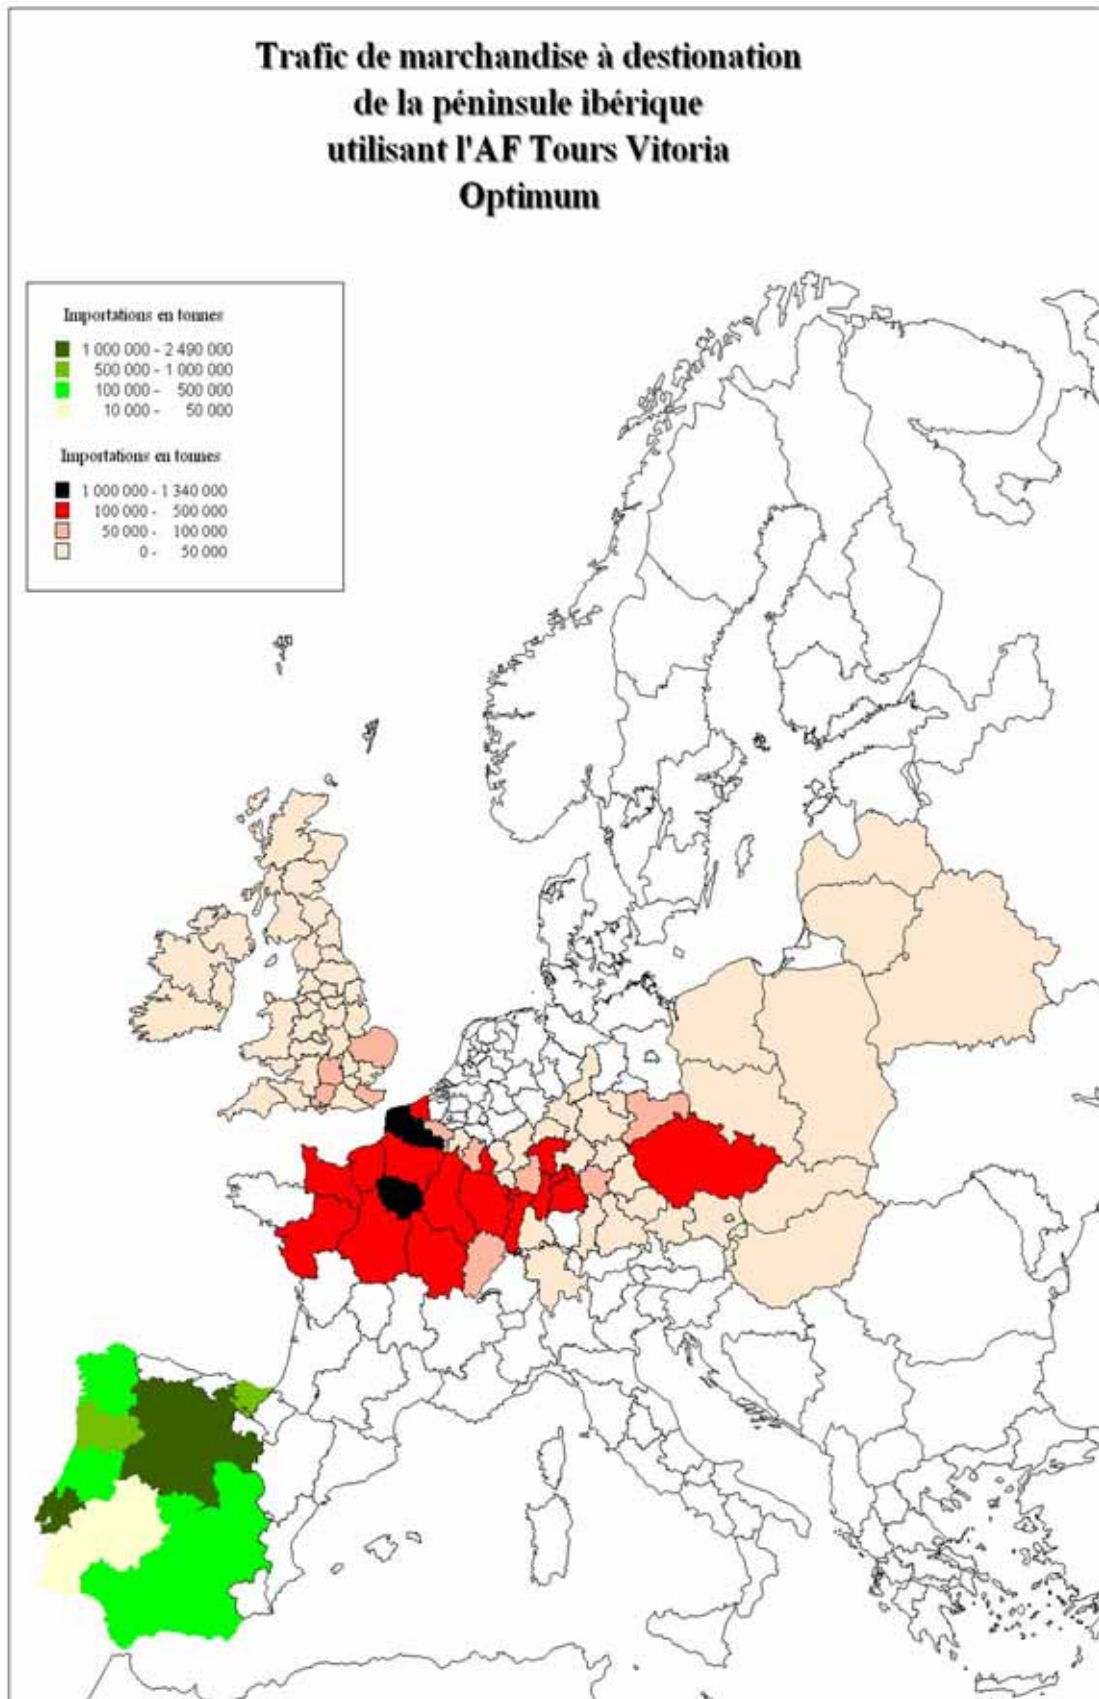 Trafic de marchandise à destionation
de la péninsule ibérique
utilisant l'AF Tours Vitoria
Optimum
Importations en tonnes
1 000 000 - 2 490 000
500 000 - 1 000 000
100 000 - 500 000
10 000 - 50 000
Importations en tonnes
1 000 000 - 1 340 000
100 000 - 500 000
50 000 - 100 000
0 - 50 000